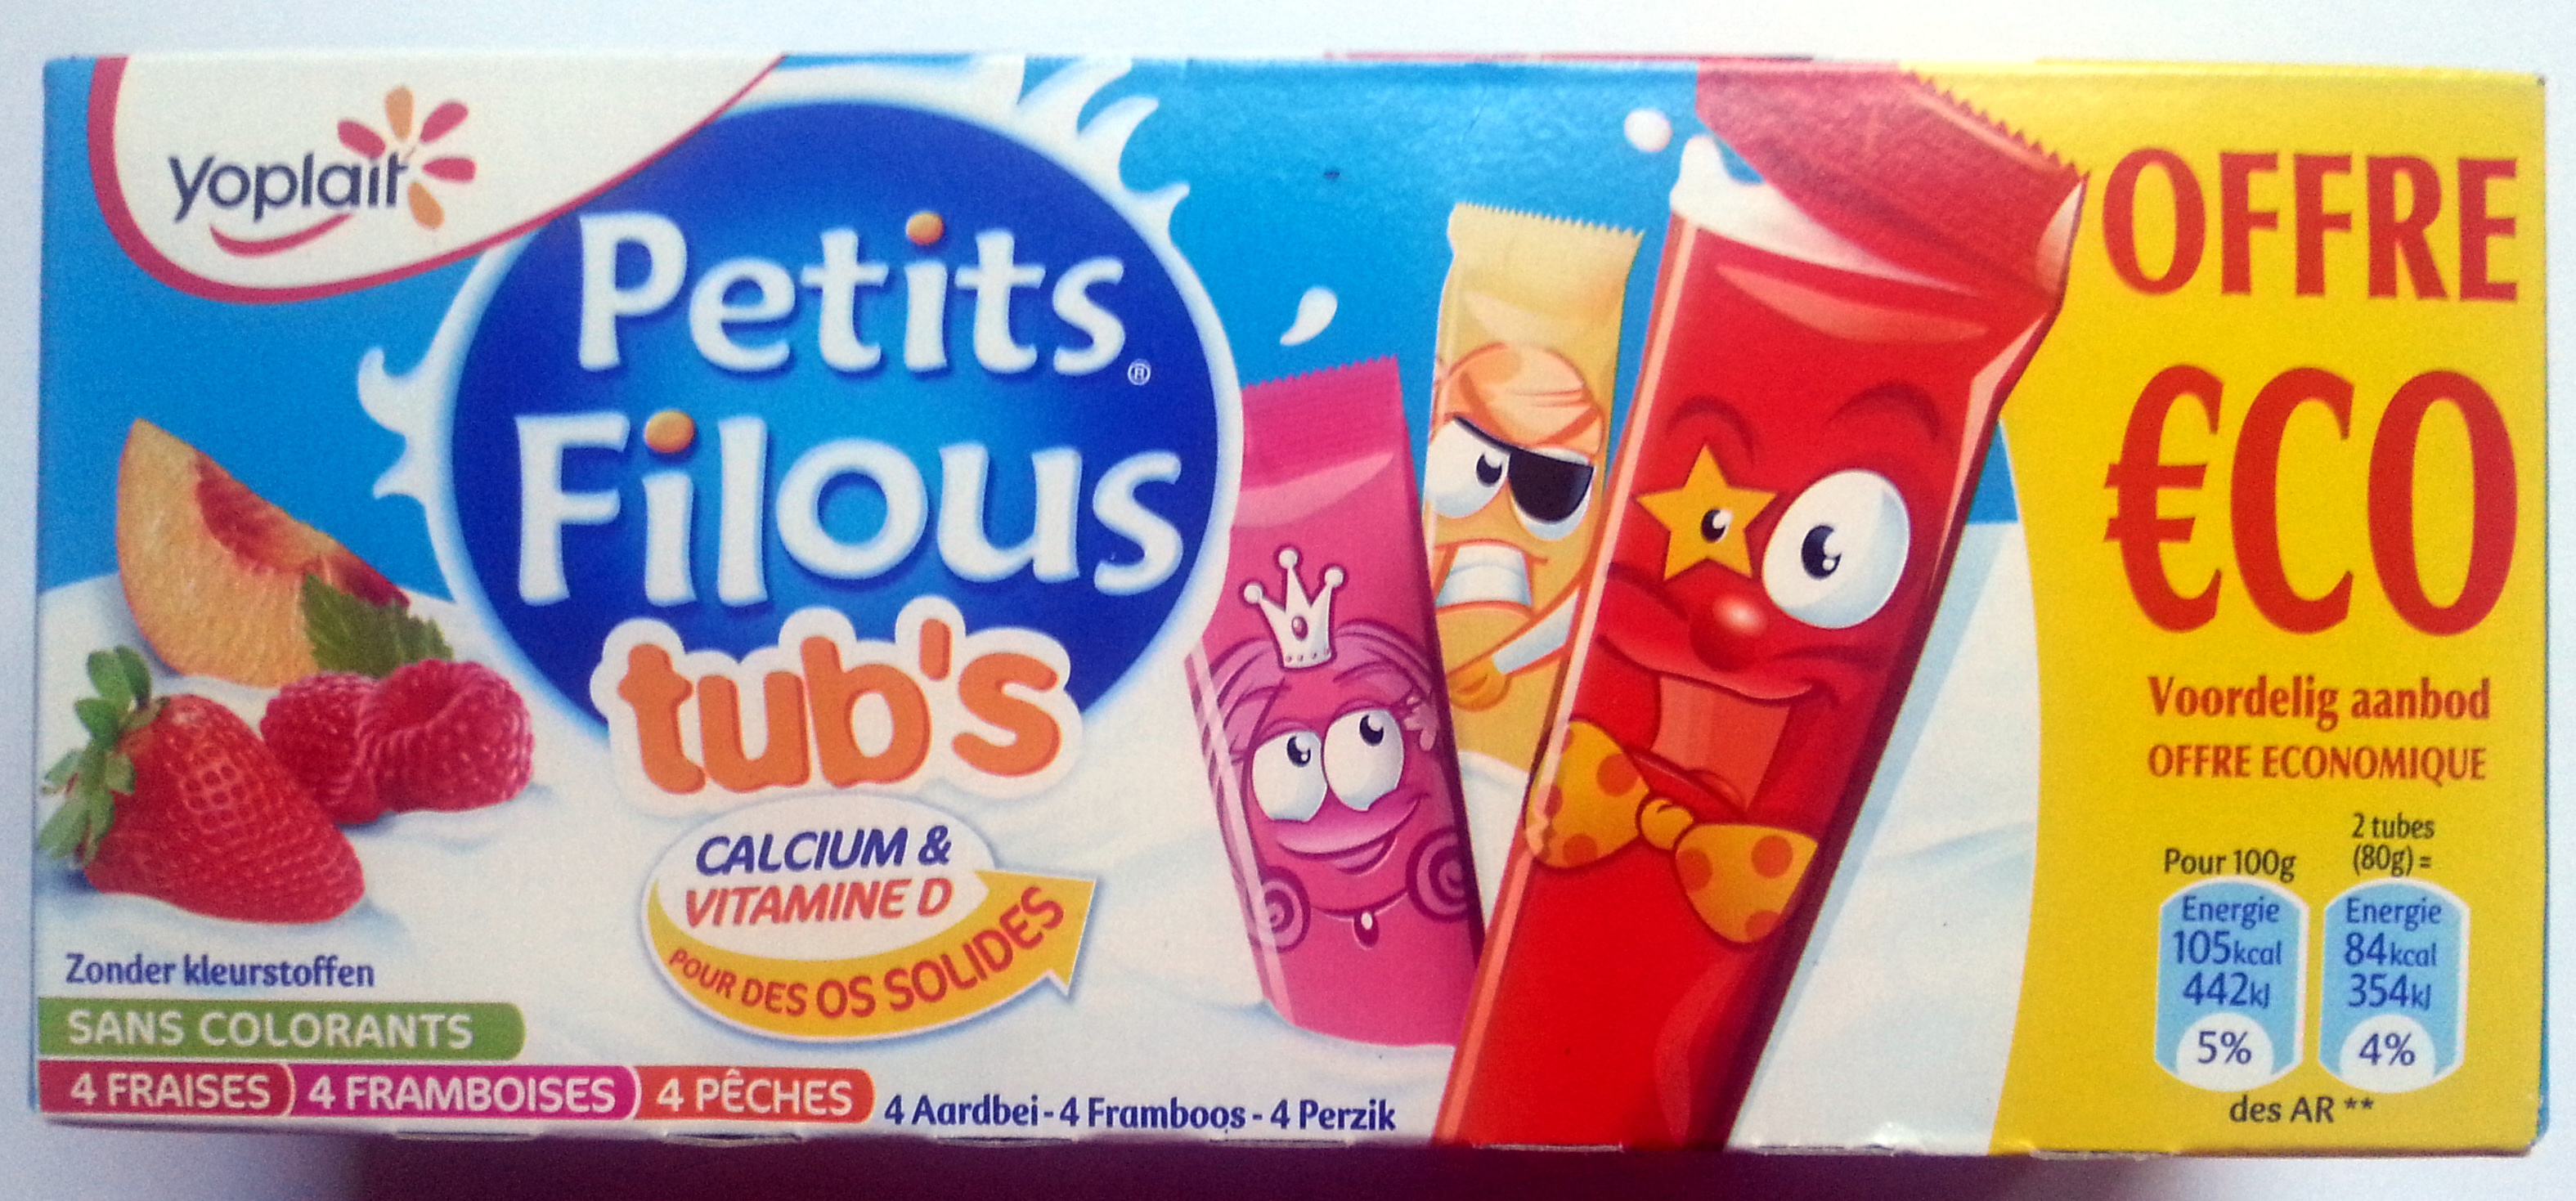 yoplait
Petits
Filous
®
tub's
CALCIUM &
VITAMINE D
POUR DES OS SOLIDES
Zonder kleurstoffen
SANS COLORANTS
4 FRAISES 4 FRAMBOISES 4 PÊCHES 4 Aardbei - 4 Framboos - 4 Perzik
OFFRE
€CO
Voordelig aanbod
OFFRE ECONOMIQUE
Pour 100g
Energie
105kcal
442kJ
5%
2 tubes
(80g) =
Energie
84kcal
354kJ
4%
des AR **